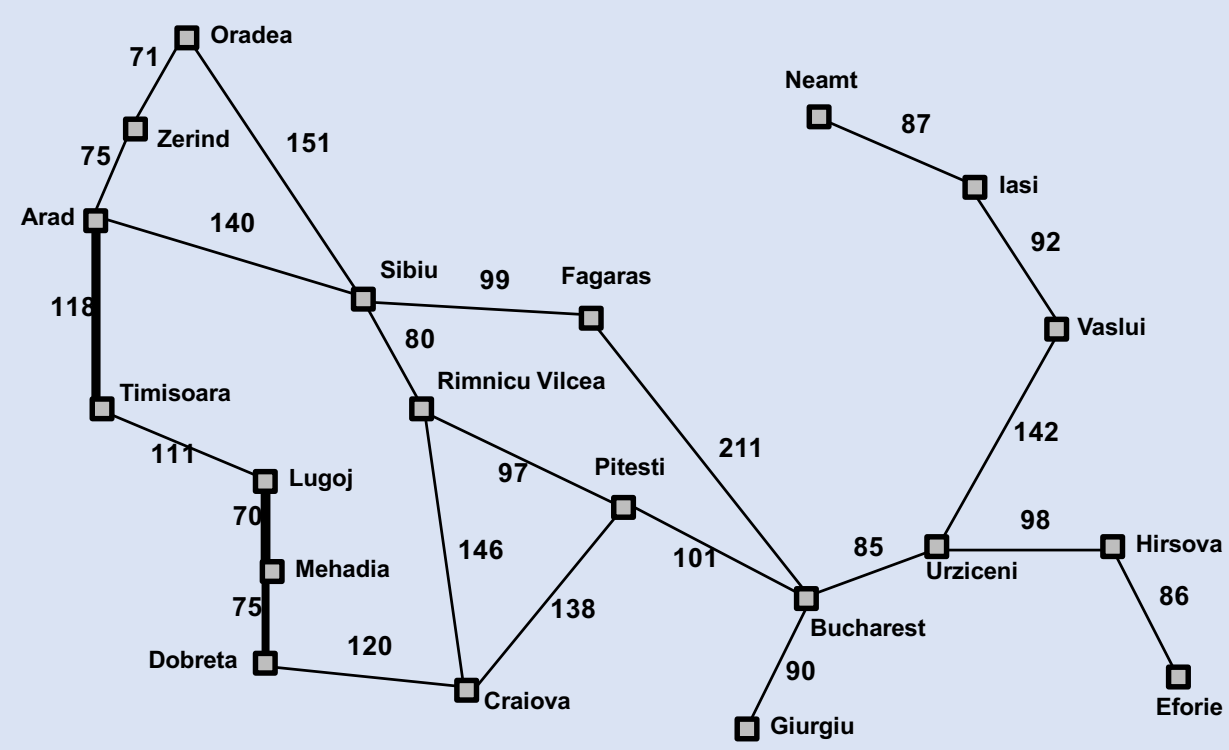 Oradea
71
Neamt
87
Zerind
151
75
Iasi
Arad
140
92
Sibiu
99
Fagaras
118
Vaslui
80
Rimnicu Vilcea
Timisoara
142
111
211
97
Pitesti
Lugoj
70
98
146
85
Hirsova
101
Mehadia
Urziceni
75
138
86
Bucharest
120
Dobreta
90
Craiova
Eforie
Giurgiu